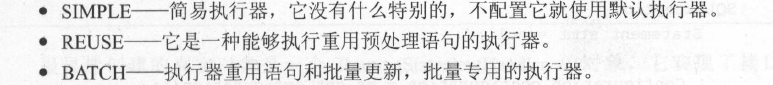 • SIMPLE——简易执行器，它没有什么特别的，不配置它就使用默认执行器。
• REUSE——它是一种能够执行重用预处理语句的执行器。
• BATCH——执行器重用语句和批量更新，批量专用的执行器。